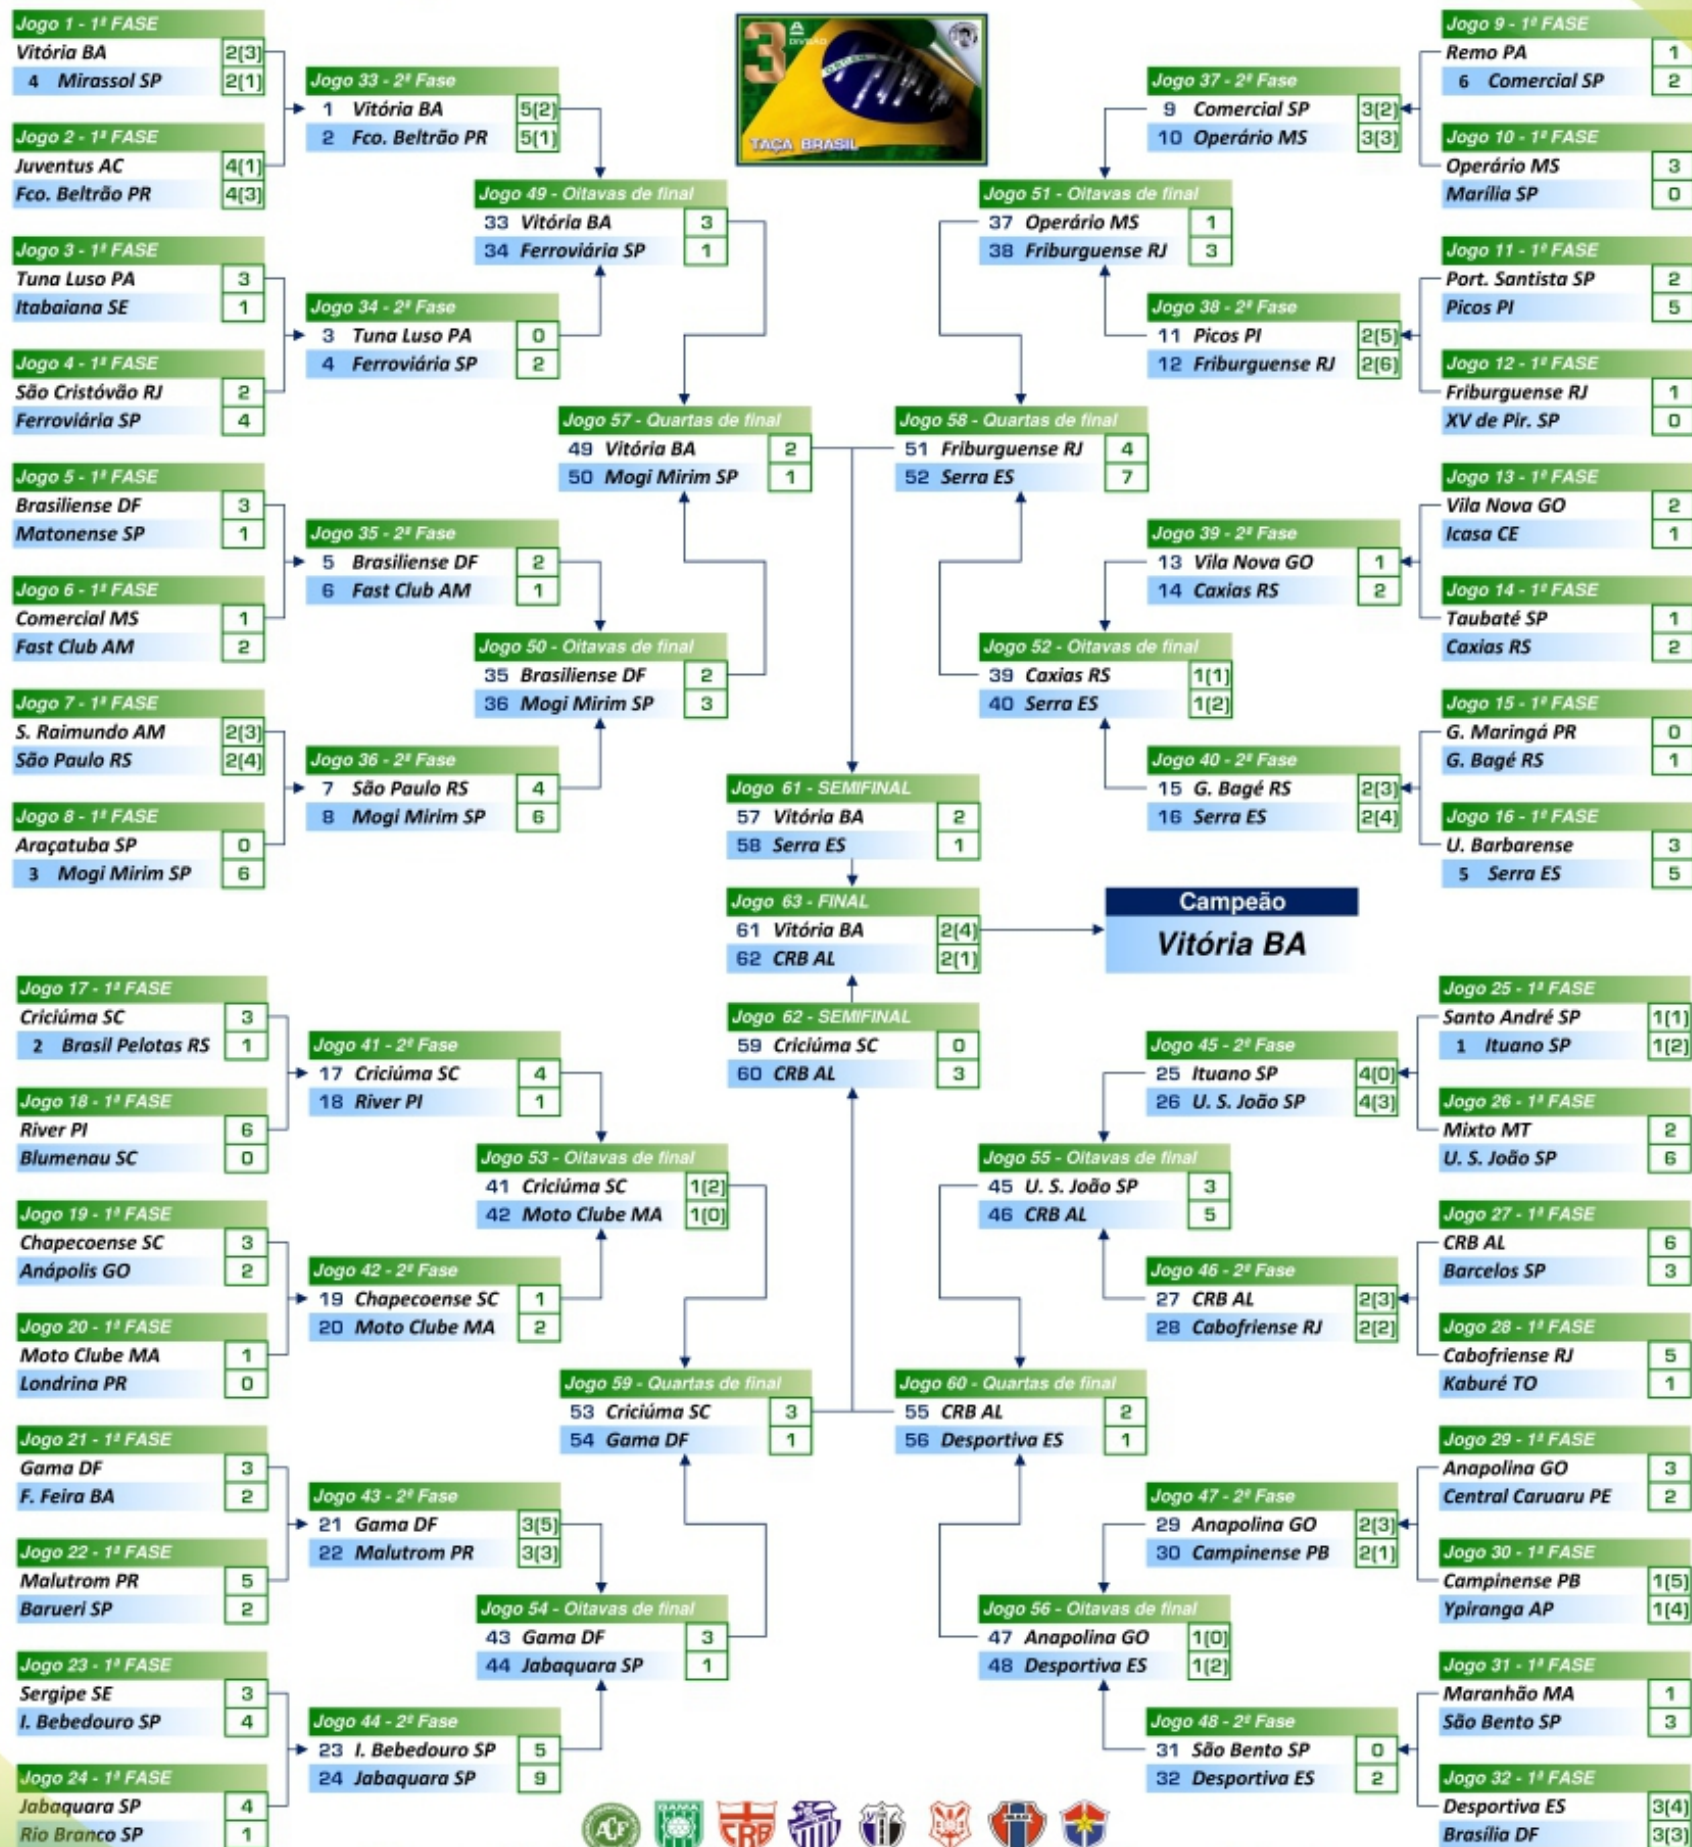 3
A
DIVISÃO
TAÇA BRASIL
Jogo 1 - 1ª FASE
Vitória BA 2(3)
4 Mirassol SP 2(1)
Jogo 2 - 1ª FASE
Juventus AC 4(1)
Fco. Beltrão PR 4(3)
Jogo 3 - 1ª FASE
Tuna Luso PA 3
Itabaiana SE 1
Jogo 4 - 1ª FASE
São Cristóvão RJ 2
Ferroviária SP 4
Jogo 5 - 1ª FASE
Brasiliense DF 3
Matonense SP 1
Jogo 6 - 1ª FASE
Comercial MS 1
Fast Club AM 2
Jogo 7 - 1ª FASE
S. Raimundo AM 2(3)
São Paulo RS 2(4)
Jogo 8 - 1ª FASE
Araçatuba SP 0
3 Mogi Mirim SP 6
Jogo 33 - 2ª Fase
1 Vitória BA 5(2)
2 Fco. Beltrão PR 5(1)
Jogo 34 - 2ª Fase
3 Tuna Luso PA 0
4 Ferroviária SP 2
Jogo 35 - 2ª Fase
5 Brasiliense DF 2
6 Fast Club AM 1
Jogo 36 - 2ª Fase
7 São Paulo RS 4
8 Mogi Mirim SP 6
Jogo 49 - Oitavas de final
33 Vitória BA 3
34 Ferroviária SP 1
Jogo 50 - Oitavas de final
35 Brasiliense DF 2
36 Mogi Mirim SP 3
Jogo 57 - Quartas de final
49 Vitória BA 2
50 Mogi Mirim SP 1
Jogo 58 - Quartas de final
51 Friburguense RJ 4
52 Serra ES 7
Jogo 51 - Oitavas de final
37 Operário MS 1
38 Friburguense RJ 3
Jogo 52 - Oitavas de final
39 Caxias RS 1(1)
40 Serra ES 1(2)
Jogo 37 - 2ª Fase
9 Comercial SP 3(2)
10 Operário MS 3(3)
Jogo 38 - 2ª Fase
11 Picos PI 2(5)
12 Friburguense RJ 2(6)
Jogo 39 - 2ª Fase
13 Vila Nova GO 1
14 Caxias RS 2
Jogo 40 - 2ª Fase
15 G. Bagé RS 2(3)
16 Serra ES 2(4)
Jogo 9 - 1ª FASE
Remo PA 1
6 Comercial SP 2
Jogo 10 - 1ª FASE
Operário MS 3
Marília SP 0
Jogo 11 - 1ª FASE
Port. Santista SP 2
Picos PI 5
Jogo 12 - 1ª FASE
Friburguense RJ 1
XV de Pir. SP 0
Jogo 13 - 1ª FASE
Vila Nova GO 2
Icasa CE 1
Jogo 14 - 1ª FASE
Taubaté SP 1
Caxias RS 2
Jogo 15 - 1ª FASE
G. Maringá PR 0
G. Bagé RS 1
Jogo 16 - 1ª FASE
U. Barbarense 3
5 Serra ES 5
Jogo 61 - SEMIFINAL
57 Vitória BA 2
58 Serra ES 1
Jogo 63 - FINAL
61 Vitória BA 2(4)
62 CRB AL 2(1)
Campeão
Vitória BA
Jogo 62 - SEMIFINAL
59 Criciúma SC 0
60 CRB AL 3
Jogo 17 - 1ª FASE
Criciúma SC 3
2 Brasil Pelotas RS 1
Jogo 18 - 1ª FASE
River PI 6
Blumenau SC 0
Jogo 19 - 1ª FASE
Chapecoense SC 3
Anápolis GO 2
Jogo 20 - 1ª FASE
Moto Clube MA 1
Londrina PR 0
Jogo 21 - 1ª FASE
Gama DF 3
F. Feira BA 2
Jogo 22 - 1ª FASE
Malutrom PR 5
Barueri SP 2
Jogo 23 - 1ª FASE
Sergipe SE 3
I. Bebedouro SP 4
Jogo 24 - 1ª FASE
Jabaquara SP 4
Rio Branco SP 1
Jogo 41 - 2ª Fase
17 Criciúma SC 4
18 River PI 1
Jogo 42 - 2ª Fase
19 Chapecoense SC 1
20 Moto Clube MA 2
Jogo 43 - 2ª Fase
21 Gama DF 3(5)
22 Malutrom PR 3(3)
Jogo 44 - 2ª Fase
23 I. Bebedouro SP 5
24 Jabaquara SP 9
Jogo 53 - Oitavas de final
41 Criciúma SC 1(2)
42 Moto Clube MA 1(0)
Jogo 54 - Oitavas de final
43 Gama DF 3
44 Jabaquara SP 1
Jogo 59 - Quartas de final
53 Criciúma SC 3
54 Gama DF 1
Jogo 60 - Quartas de final
55 CRB AL 2
56 Desportiva ES 1
Jogo 55 - Oitavas de final
45 U. S. João SP 3
46 CRB AL 5
Jogo 56 - Oitavas de final
47 Anapolina GO 1(0)
48 Desportiva ES 1(2)
Jogo 45 - 2ª Fase
25 Ituano SP 4(0)
26 U. S. João SP 4(3)
Jogo 46 - 2ª Fase
27 CRB AL 2(3)
28 Cabofriense RJ 2(2)
Jogo 47 - 2ª Fase
29 Anapolina GO 2(3)
30 Campinense PB 2(1)
Jogo 48 - 2ª Fase
31 São Bento SP 0
32 Desportiva ES 2
Jogo 25 - 1ª FASE
Santo André SP 1(1)
1 Ituano SP 1(2)
Jogo 26 - 1ª FASE
Mixto MT 2
U. S. João SP 6
Jogo 27 - 1ª FASE
CRB AL 6
Barcelos SP 3
Jogo 28 - 1ª FASE
Cabofriense RJ 5
Kaburé TO 1
Jogo 29 - 1ª FASE
Anapolina GO 3
Central Caruaru PE 2
Jogo 30 - 1ª FASE
Campinense PB 1(5)
Ypiranga AP 1(4)
Jogo 31 - 1ª FASE
Maranhão MA 1
São Bento SP 3
Jogo 32 - 1ª FASE
Desportiva ES 3(4)
Brasília DF 3(3)
GAMA
CRB